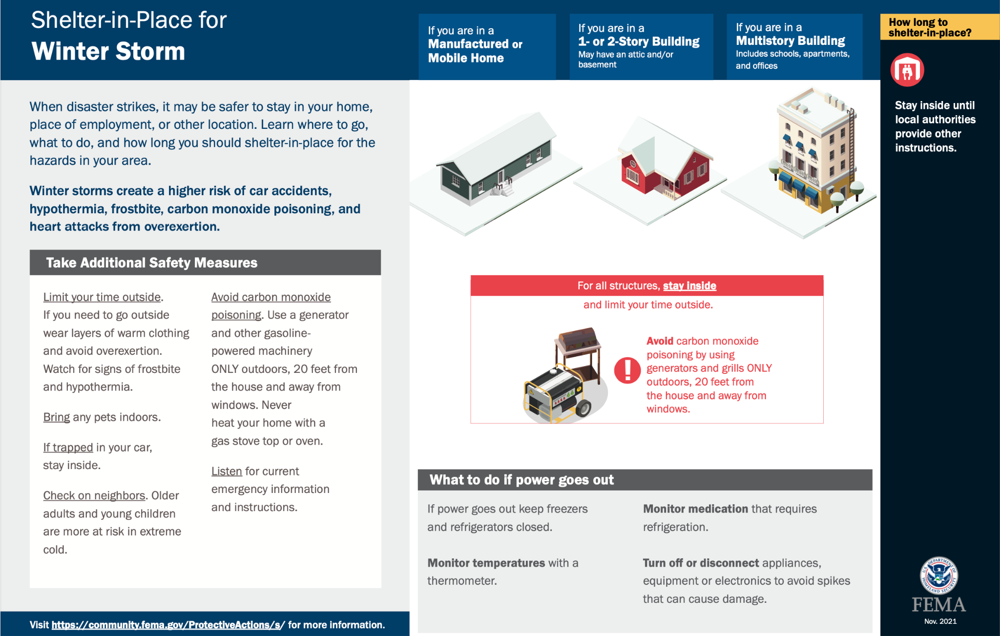 Shelter-in-Place for
Winter Storm
If you are in a
Manufactured or
Mobile Home
If you are in a
1- or 2-Story Building
May have an attic and/or
basement
If you are in a
Multistory Building
Includes schools, apartments,
and offices
How long to
shelter-in-place?
Stay inside until
local authorities
provide other
instructions.
When disaster strikes, it may be safer to stay in your home,
place of employment, or other location. Learn where to go,
what to do, and how long you should shelter-in-place for the
hazards in your area.
Winter storms create a higher risk of car accidents,
hypothermia, frostbite, carbon monoxide poisoning, and
heart attacks from overexertion.
Take Additional Safety Measures
Limit your time outside.
If you need to go outside
wear layers of warm clothing
and avoid overexertion.
Watch for signs of frostbite
and hypothermia.
Bring any pets indoors.
If trapped in your car,
stay inside.
Check on neighbors. Older
adults and young children
are more at risk in extreme
cold.
Avoid carbon monoxide
poisoning. Use a generator
and other gasoline-
powered machinery
ONLY outdoors, 20 feet from
the house and away from
windows. Never
heat your home with a
gas stove top or oven.
Listen for current
emergency information
and instructions.
For all structures, stay inside
and limit your time outside.
Avoid carbon monoxide
poisoning by using
generators and grills ONLY
outdoors, 20 feet from
the house and away from
windows.
What to do if power goes out
If power goes out keep freezers
and refrigerators closed.
Monitor temperatures with a
thermometer.
Monitor medication that requires
refrigeration.
Turn off or disconnect appliances,
equipment or electronics to avoid spikes
that can cause damage.
Visit https://community.fema.gov/ProtectiveActions/s/ for more information.
U.S. DEPARTMENT OF
HOMELAND SECURITY
FEMA
Nov. 2021